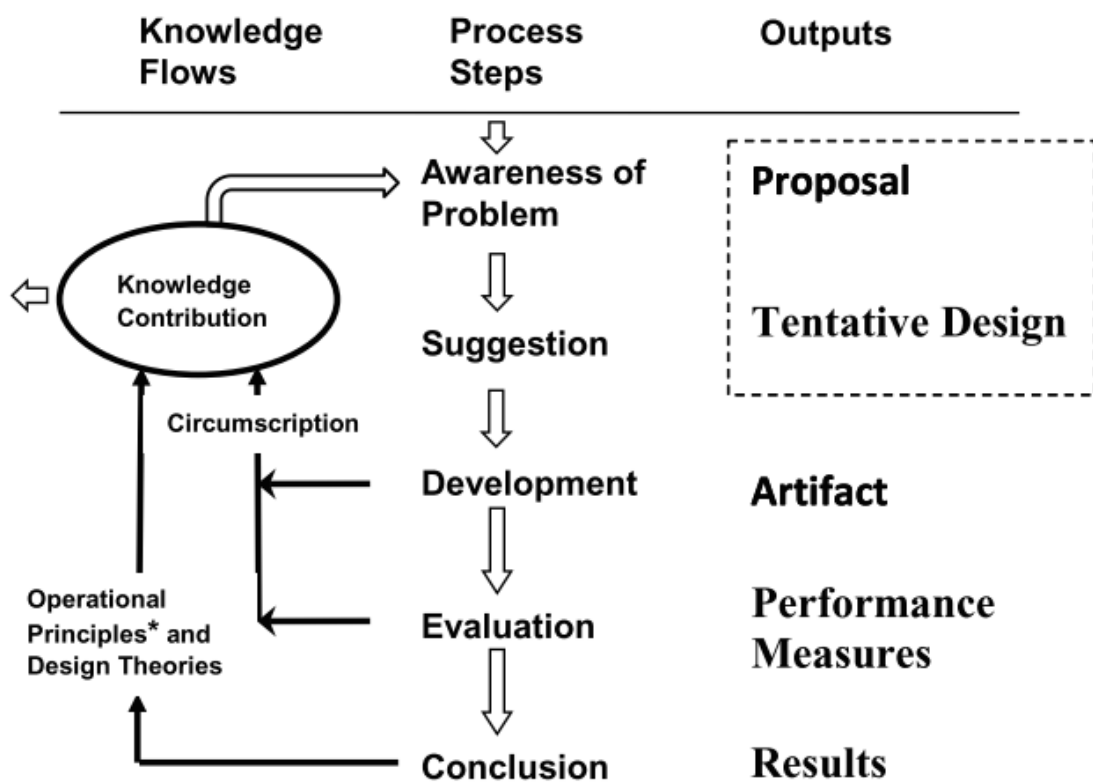 Knowledge
Flows
Process
Steps
Outputs
Awareness of
Problem
Proposal
Knowledge
Contribution
Suggestion
Tentative Design
Circumscription
Development
Artifact
Operational
Principles* and
Design Theories
Evaluation
Performance
Measures
Conclusion
Results